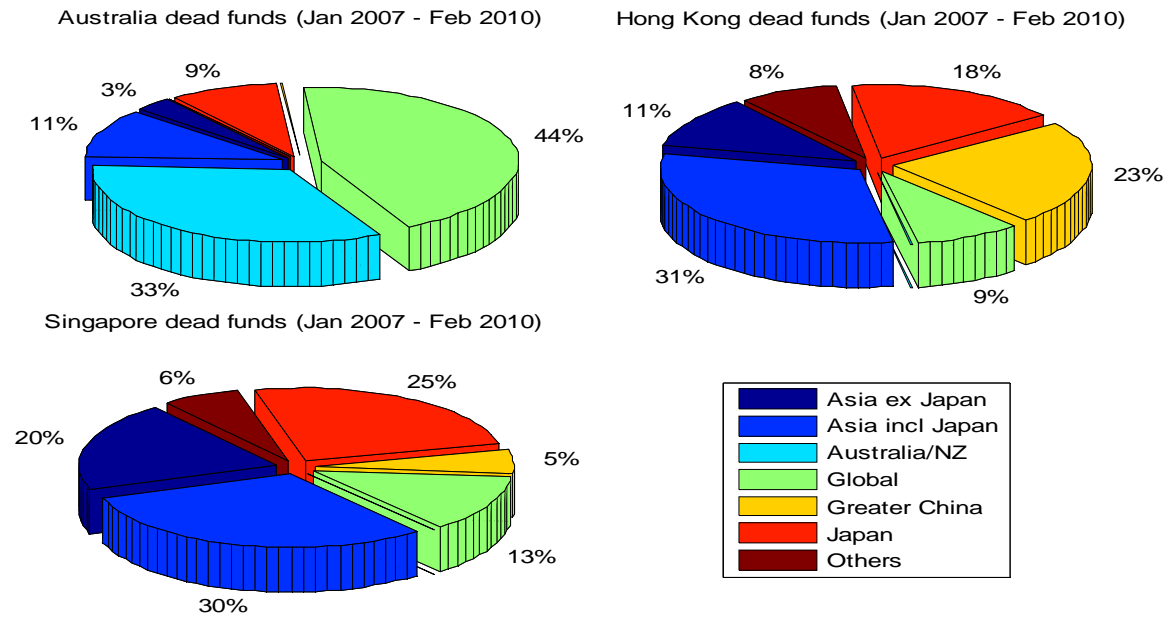 Australia dead funds (Jan 2007 - Feb 2010)
9%
3%
11%
44%
33%
Hong Kong dead funds (Jan 2007 - Feb 2010)
8%
18%
11%
23%
31%
9%
Singapore dead funds (Jan 2007 - Feb 2010)
6%
25%
20%
5%
13%
30%
Asia ex Japan
Asia incl Japan
Australia/NZ
Global
Greater China
Japan
Others